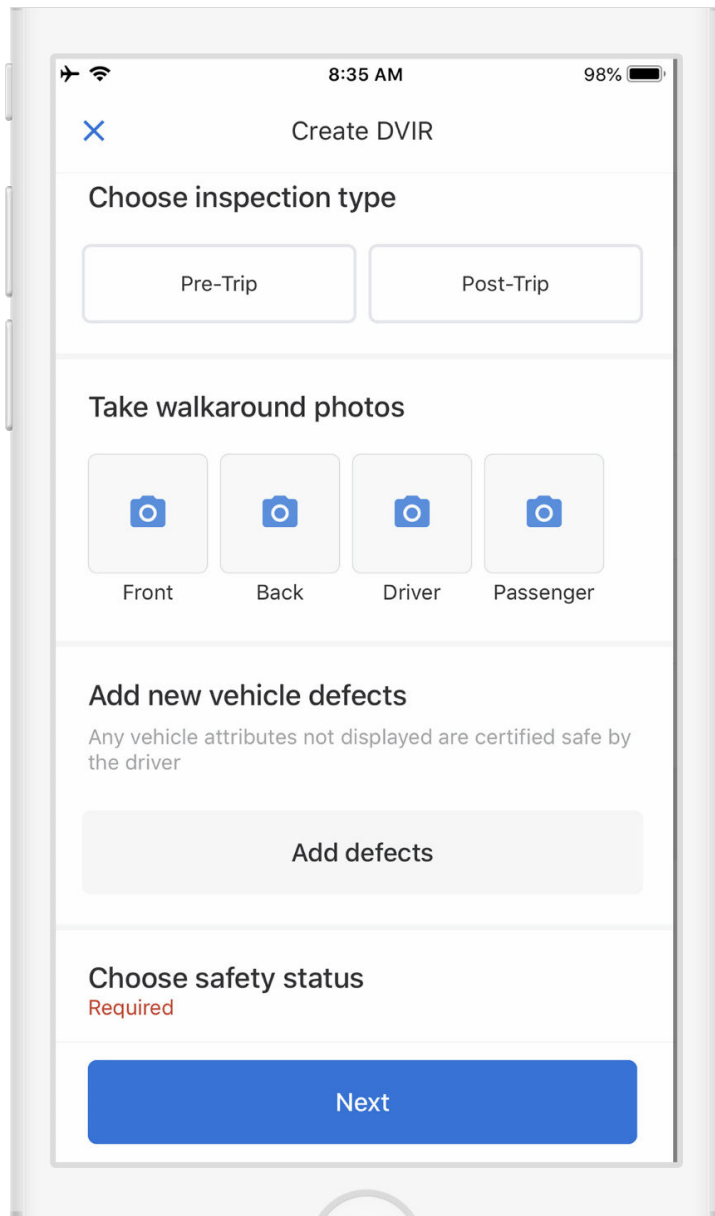 8:35 AM
98%
Create DVIR
Choose inspection type
Pre-Trip
Post-Trip
Take walkaround photos
Front
Back
Driver
Passenger
Add new vehicle defects
Any vehicle attributes not displayed are certified safe by
the driver
Add defects
Choose safety status
Required
Next